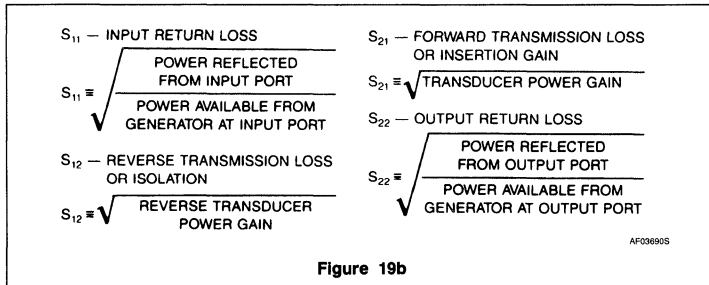 S11 — INPUT RETURN LOSS
S11 ≡ √
POWER REFLECTED
FROM INPUT PORT
POWER AVAILABLE FROM
GENERATOR AT INPUT PORT
S12 — REVERSE TRANSMISSION LOSS
OR ISOLATION
S12 ≡ √ REVERSE TRANSDUCER
POWER GAIN
S21 — FORWARD TRANSMISSION LOSS
OR INSERTION GAIN
S21 ≡ √ TRANSDUCER POWER GAIN
S22 — OUTPUT RETURN LOSS
S22 ≡ √
POWER REFLECTED
FROM OUTPUT PORT
POWER AVAILABLE FROM
GENERATOR AT OUTPUT PORT
AF03690S
Figure 19b